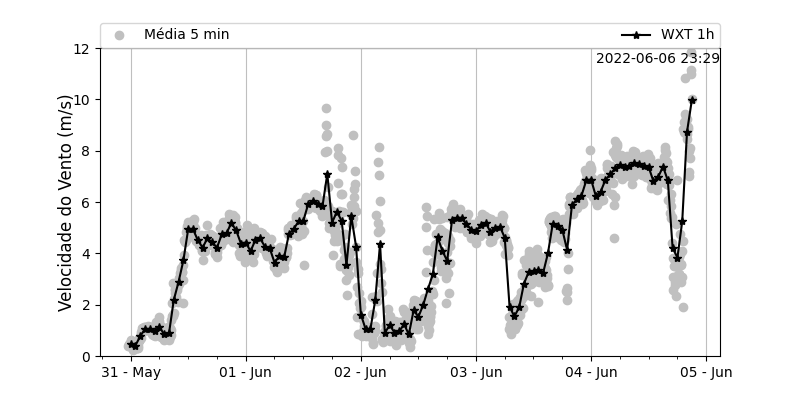 Média 5 min
WXT 1h
2022-06-06 23:29
Velocidade do Vento (m/s)
12
10
8
6
4
2
0
31 - May
01 - Jun
02 - Jun
03 - Jun
04 - Jun
05 - Jun